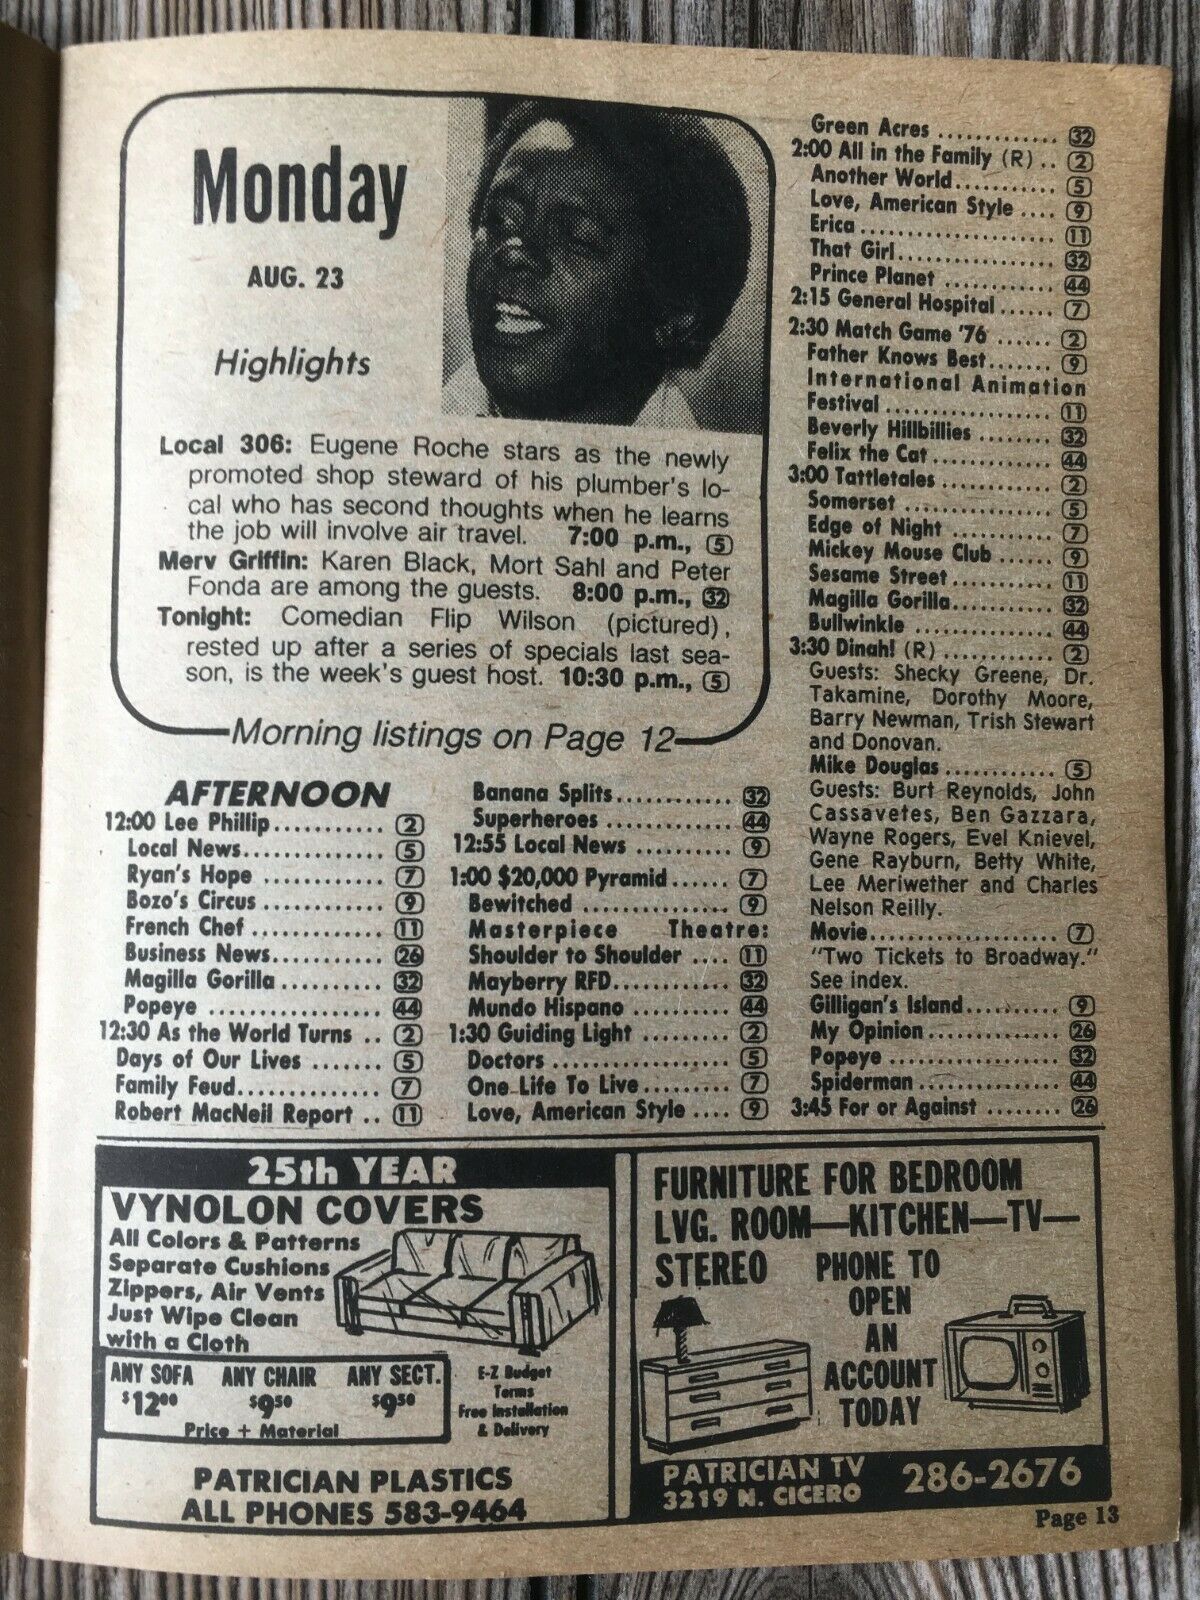 Monday
AUG. 23
Highlights
Local 306: Eugene Roche stars as the newly
promoted shop steward of his plumber's lo-
cal who has second thoughts when he learns
the job will involve air travel. 7:00 p.m., (5)
Merv Griffin: Karen Black, Mort Sahl and Peter
Fonda are among the guests. 8:00 p.m., (32)
Tonight: Comedian Flip Wilson (pictured),
rested up after a series of specials last sea-
son, is the week's guest host. 10:30 p.m., (5)
Morning listings on Page 12
AFTERNOON
12:00 Lee Phillip........... (2)
Local News.............. (5)
Ryan's Hope ............ (7)
Bozo's Circus ............ (9)
French Chef ............. (11)
Business News........... (26)
Magilla Gorilla .......... (32)
Popeye ................. (44)
12:30 As the World Turns .. (2)
Days of Our Lives ....... (5)
Family Feud.............. (7)
Robert MacNeil Report .. (11)
Banana Splits............ (32)
Superheroes ............. (44)
12:55 Local News .......... (9)
1:00 $20,000 Pyramid...... (7)
Bewitched ............... (9)
Masterpiece Theatre:
Shoulder to Shoulder .... (11)
Mayberry RFD............ (32)
Mundo Hispano .......... (44)
1:30 Guiding Light ......... (2)
Doctors ................. (5)
One Life To Live......... (7)
Love, American Style .... (9)
Green Acres ............. (32)
2:00 All in the Family (R) .. (2)
Another World........... (5)
Love, American Style .... (9)
Erica .................... (11)
That Girl................. (32)
Prince Planet ............ (44)
2:15 General Hospital ...... (7)
2:30 Match Game '76 ...... (2)
Father Knows Best....... (9)
International Animation
Festival ................. (11)
Beverly Hillbillies ........ (32)
Felix the Cat............. (44)
3:00 Tattletales ............ (2)
Somerset ................ (5)
Edge of Night ........... (7)
Mickey Mouse Club ...... (9)
Sesame Street........... (11)
Magilla Gorilla........... (32)
Bullwinkle ............... (44)
3:30 Dinah! (R) ............ (2)
Guests: Shecky Greene, Dr.
Takamine, Dorothy Moore,
Barry Newman, Trish Stewart
and Donovan.
Mike Douglas............ (5)
Guests: Burt Reynolds, John
Cassavetes, Ben Gazzara,
Wayne Rogers, Evel Knievel,
Gene Rayburn, Betty White,
Lee Meriwether and Charles
Nelson Reilly.
Movie.................... (7)
"Two Tickets to Broadway."
See index.
Gilligan's Island.......... (9)
My Opinion .............. (26)
Popeye .................. (32)
Spiderman ............... (44)
3:45 For or Against ........ (26)
25th YEAR
VYNOLON COVERS
All Colors & Patterns
Separate Cushions
Zippers, Air Vents
Just Wipe Clean
with a Cloth
ANY SOFA ANY CHAIR ANY SECT.
$12.00 $9.50 $9.50
Price + Material
E-Z Budget
Terms
Free Installation
& Delivery
PATRICIAN PLASTICS
ALL PHONES 583-9464
FURNITURE FOR BEDROOM
LVG. ROOM—KITCHEN—TV—
STEREO PHONE TO
OPEN
AN
ACCOUNT
TODAY
PATRICIAN TV
3219 N. CICERO 286-2676
Page 13